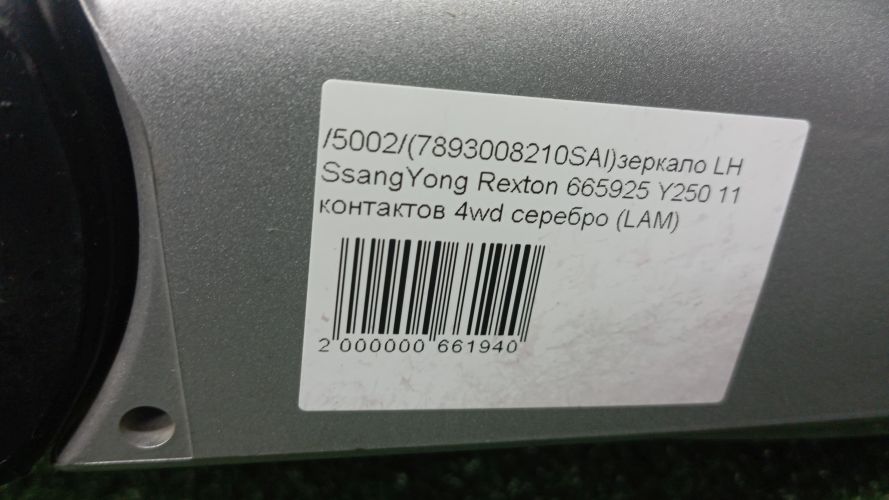 /5002/(7893008210SAI)зеркало LH
SsangYong Rexton 665925 Y250 11
контактов 4wd серебро (LAM)
2 000000 661940